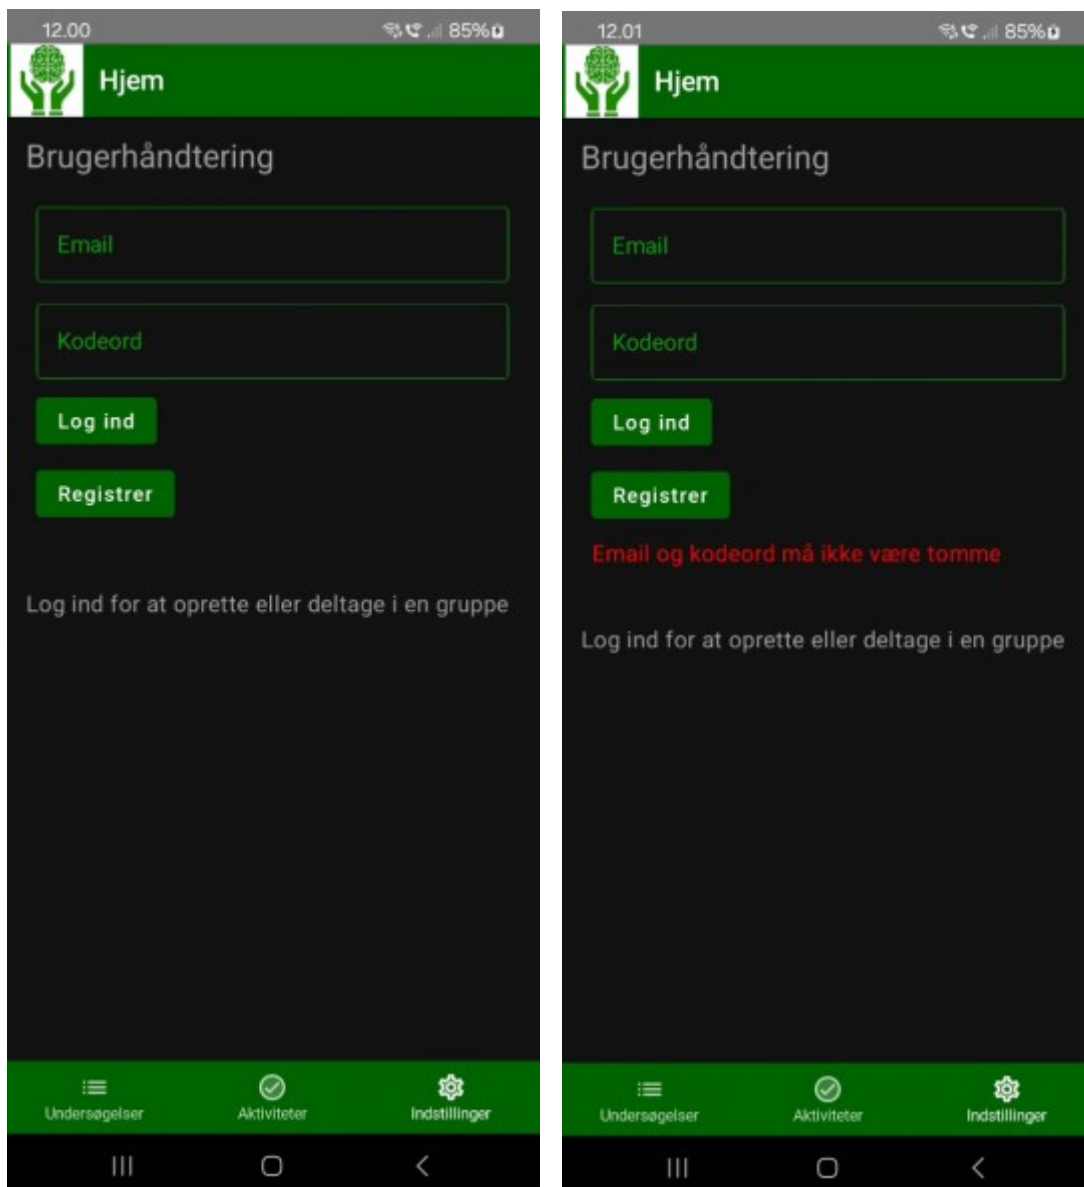 12.00
85%
Hjem
Brugerhåndtering
Email
Kodeord
Log ind
Registrer
Log ind for at oprette eller deltage i en gruppe
Undersøgelser
Aktiviteter
Indstillinger
12.01
85%
Hjem
Brugerhåndtering
Email
Kodeord
Log ind
Registrer
Email og kodeord må ikke være tomme
Log ind for at oprette eller deltage i en gruppe
Undersøgelser
Aktiviteter
Indstillinger